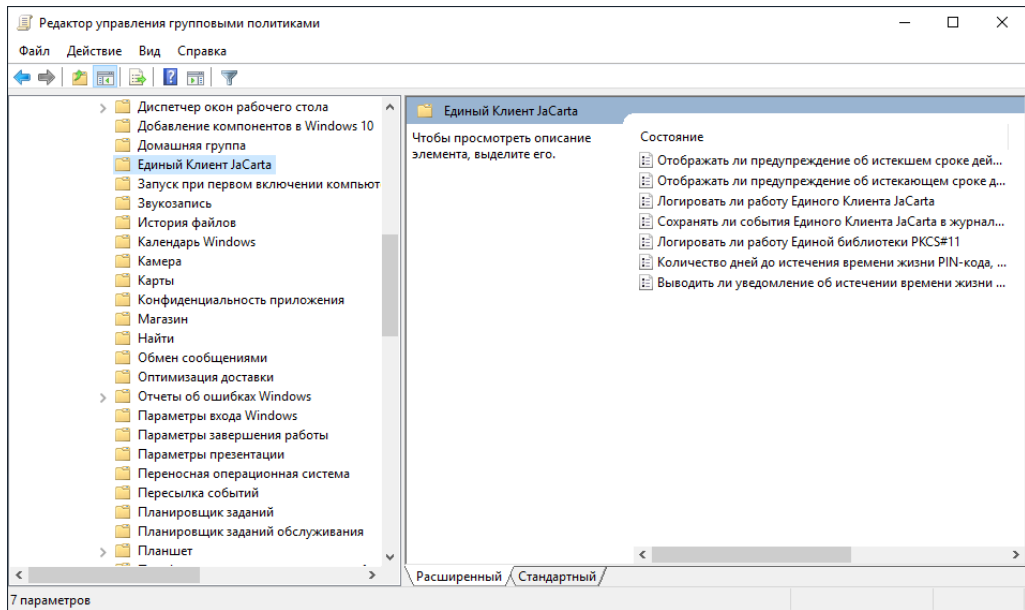 Редактор управления групповыми политиками
Файл Действие Вид Справка
Диспетчер окон рабочего стола
Добавление компонентов в Windows 10
Домашняя группа
Единый Клиент JaCarta
Запуск при первом включении компьют
Звукозапись
История файлов
Календарь Windows
Камера
Карты
Конфиденциальность приложения
Магазин
Найти
Обмен сообщениями
Оптимизация доставки
Отчеты об ошибках Windows
Параметры входа Windows
Параметры завершения работы
Параметры презентации
Переносная операционная система
Пересылка событий
Планировщик заданий
Планировщик заданий обслуживания
Планшет
Единый Клиент JaCarta
Чтобы просмотреть описание
элемента, выделите его.
Состояние
Отображать ли предупреждение об истекшем сроке дей...
Отображать ли предупреждение об истекающем сроке д...
Логировать ли работу Единого Клиента JaCarta
Сохранять ли события Единого Клиента JaCarta в журнал...
Логировать ли работу Единой библиотеки PKCS#11
Количество дней до истечения времени жизни PIN-кода, ...
Выводить ли уведомление об истечении времени жизни ...
Расширенный Стандартный
7 параметров